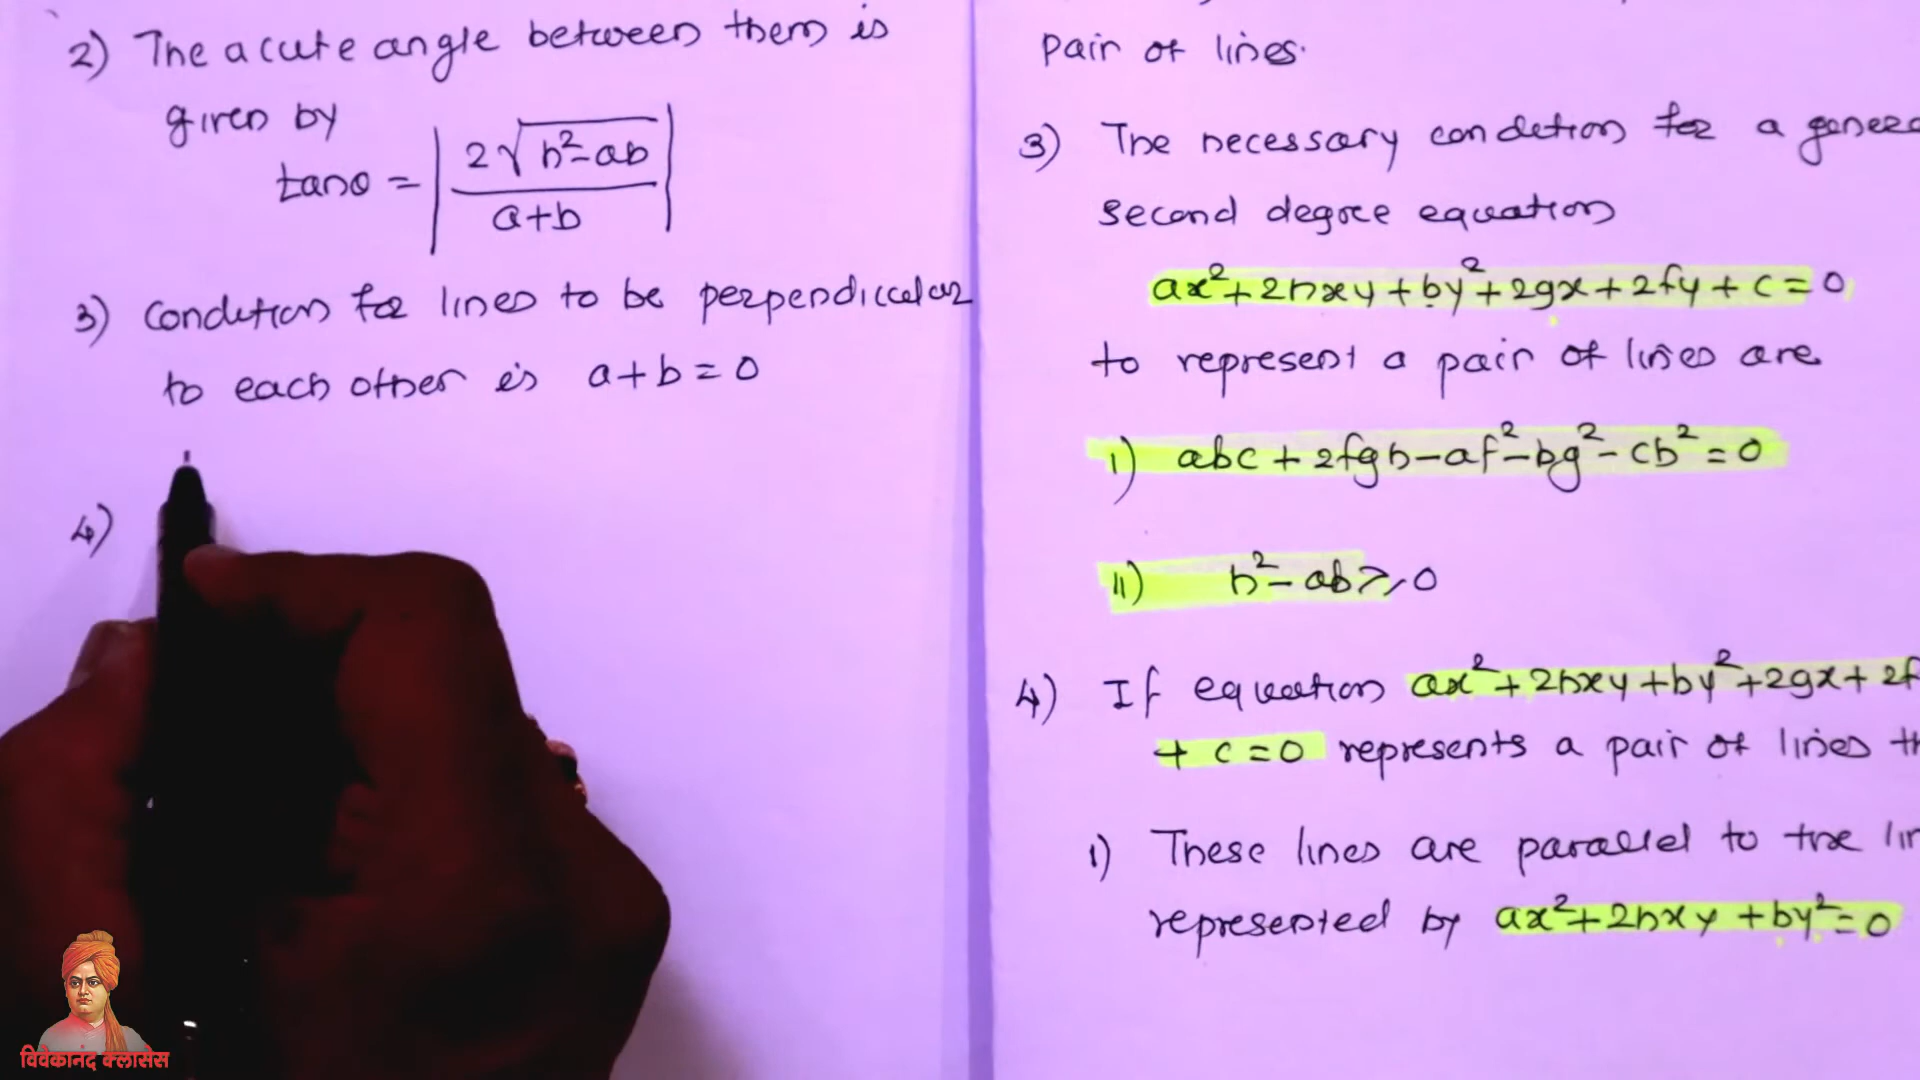 2) The acute angle between them is
given by
tanθ = | 2√h²-ab / a+b |
3) Condition for lines to be perpendicular
to each other is a+b=0
4)
pair of lines.
3) The necessary condition for a
second degree equation
ax²+2hxy+by²+2gx+2fy+c=0
to represent a pair of lines are
i) abc+2fgh-af²-bg²-ch²=0
ii) h²-ab≥0
4) If equation ax²+2hxy+by²+2gx+2f
+c=0 represents a pair of lines
1) These lines are parallel to the
represented by ax²+2hxy+by²=0
विवेकानंद क्लासेस